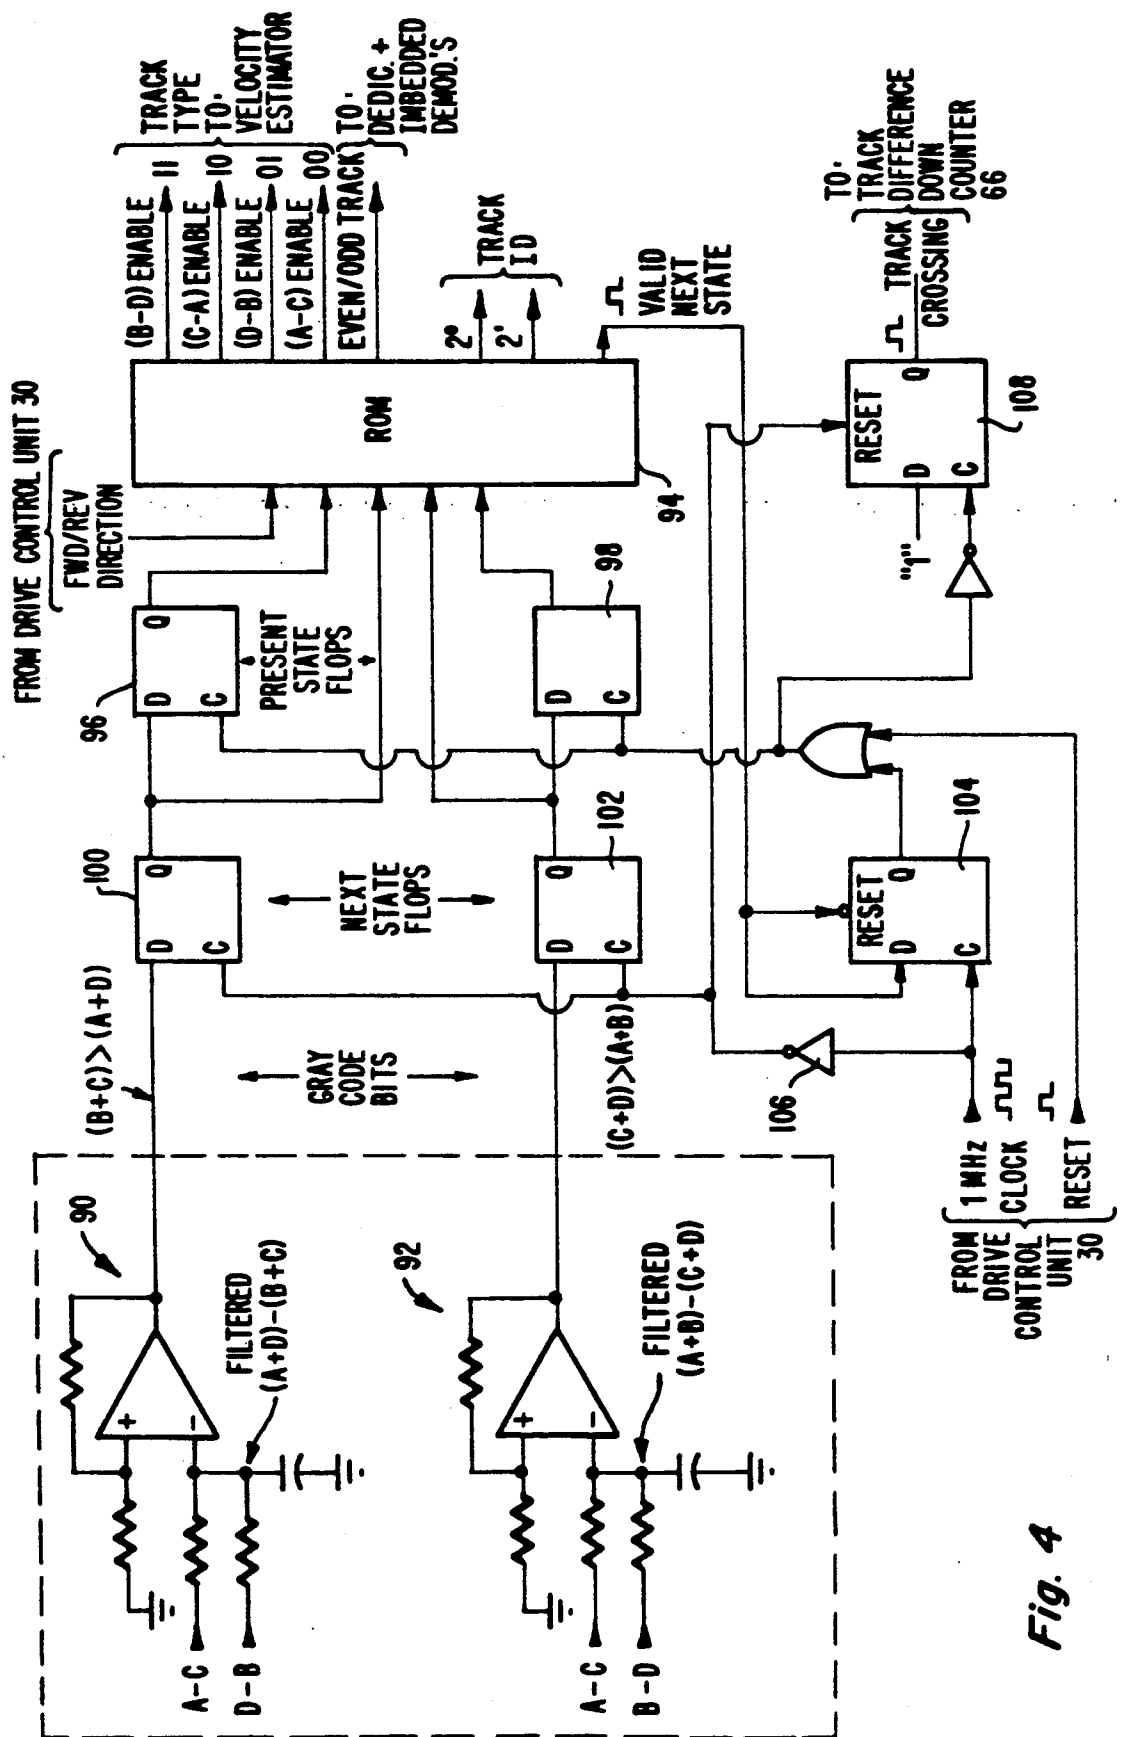 FROM DRIVE CONTROL UNIT 30
FWD/REV
DIRECTION
(B-D) ENABLE 11
(C-A) ENABLE 10
(D-B) ENABLE 01
(A-C) ENABLE 00
TRACK
TYPE
TO·
VELOCITY
ESTIMATOR
EVEN/ODD TRACK
TO·
DEDIC. +
IMBEDDED
DEMOD.'S
ROM
94
2⁰
2'
TRACK
ID
VALID
NEXT
STATE
96
D
Q
C
PRESENT
STATE
FLOPS
98
D
C
100
D
Q
C
NEXT
STATE
FLOPS
102
D
Q
C
(B+C)>(A+D)
GRAY
CODE
BITS
(C+D)>(A+B)
90
+
-
A-C
D-B
FILTERED
(A+D)-(B+C)
92
+
-
A-C
B-D
FILTERED
(A+B)-(C+D)
106
RESET
D
Q
C
104
RESET
D
Q
C
108
"1"
TRACK
CROSSING
TO·
TRACK
DIFFERENCE
DOWN
COUNTER
66
1 MHz
CLOCK
RESET
FROM
DRIVE
CONTROL
UNIT
30
Fig. 4